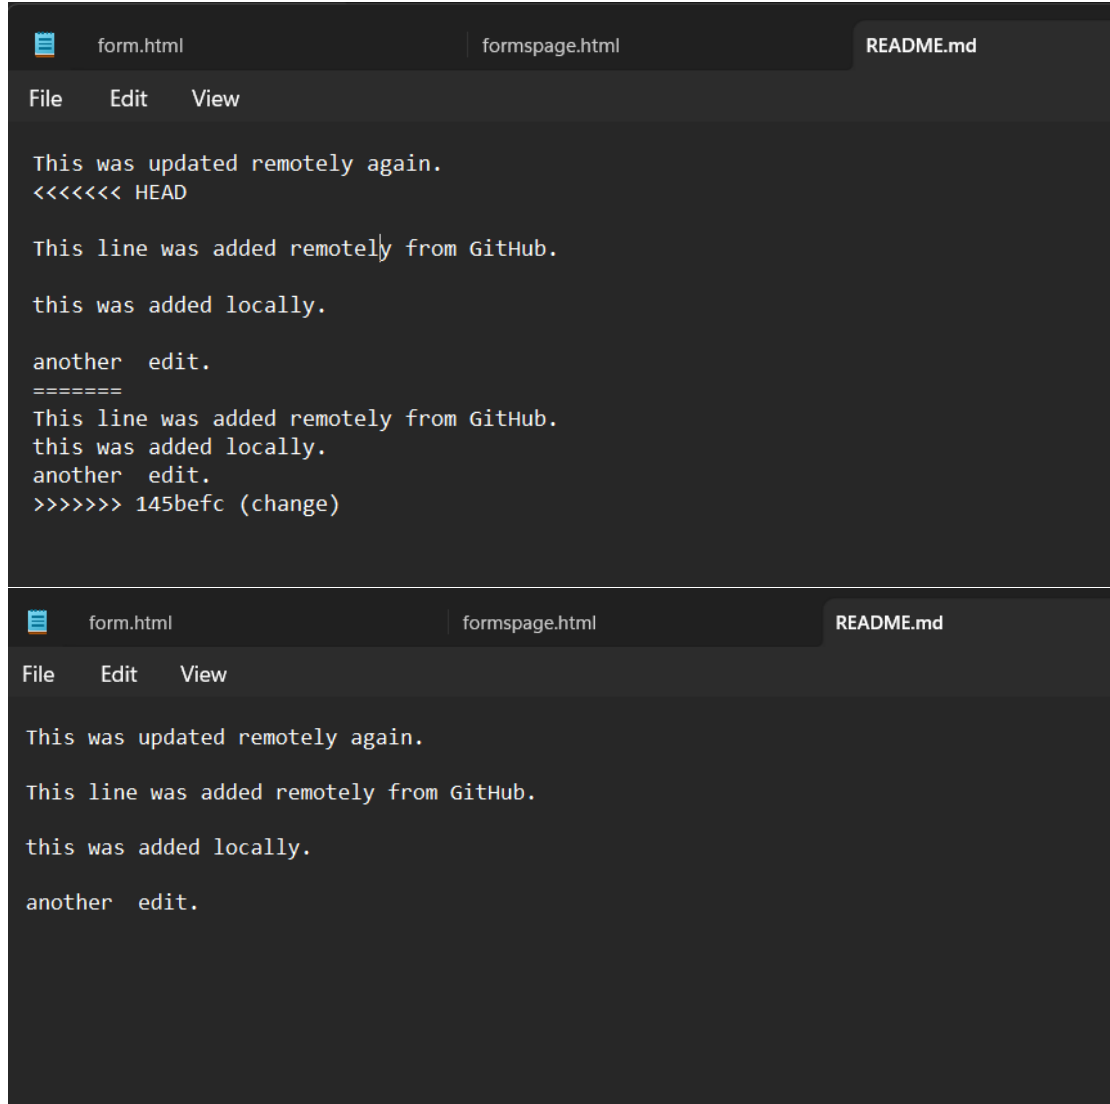 form.html formspage.html README.md
File Edit View
This was updated remotely again.
<<<<<<< HEAD
This line was added remotely from GitHub.
this was added locally.
another  edit.
=======
This line was added remotely from GitHub.
this was added locally.
another  edit.
>>>>>>> 145befc (change)
form.html formspage.html README.md
File Edit View
This was updated remotely again.
This line was added remotely from GitHub.
this was added locally.
another  edit.